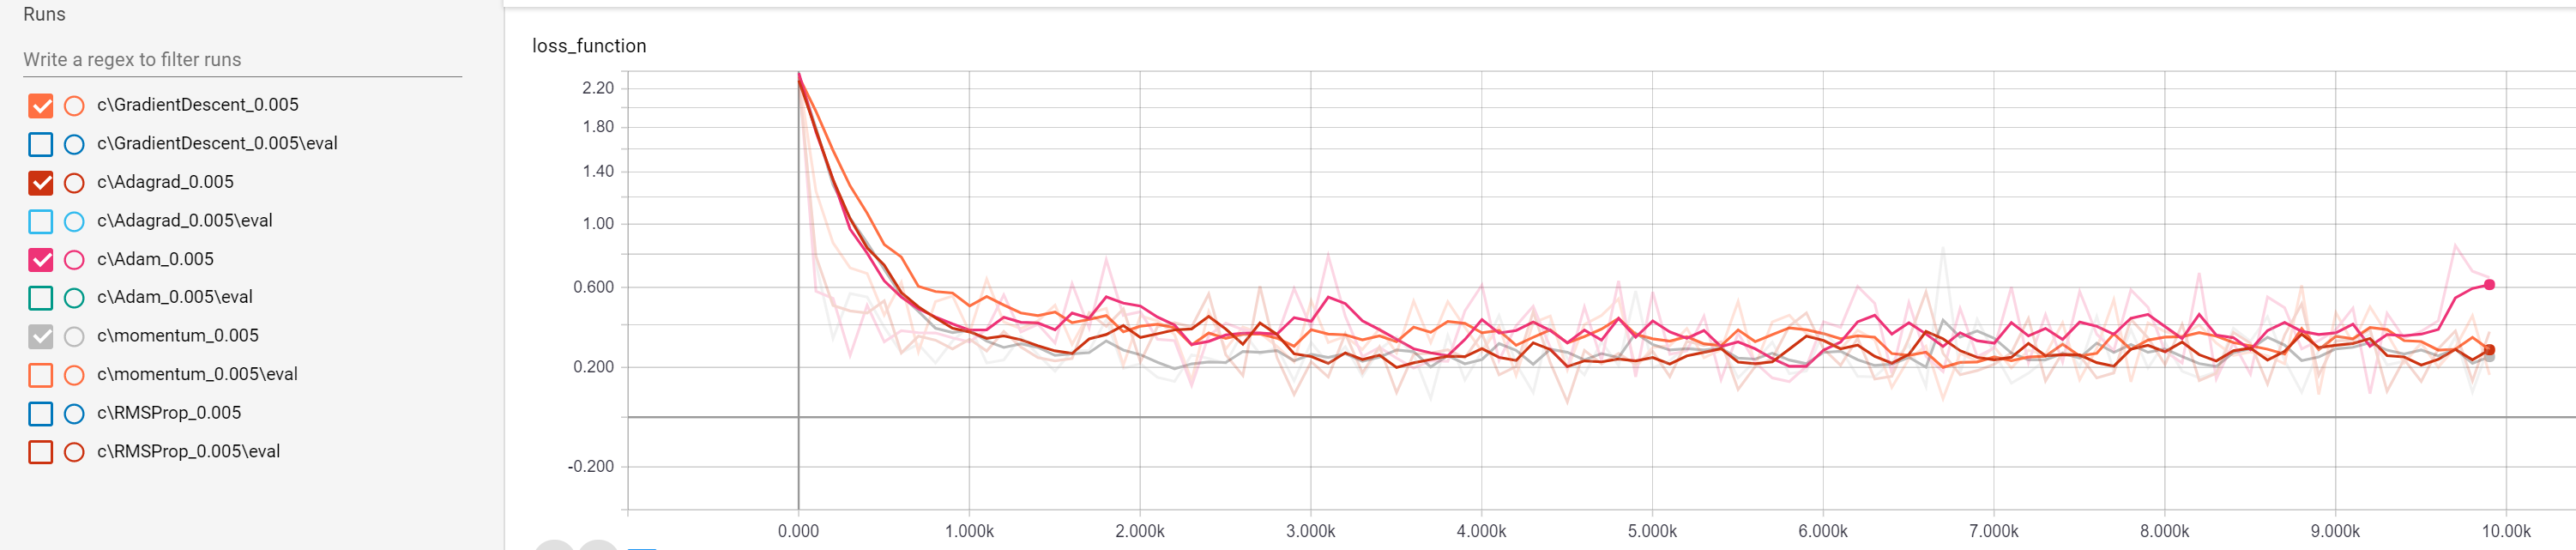 Runs
Write a regex to filter runs
c\GradientDescent_0.005
c\GradientDescent_0.005\eval
c\Adagrad_0.005
c\Adagrad_0.005\eval
c\Adam_0.005
c\Adam_0.005\eval
c\momentum_0.005
c\momentum_0.005\eval
c\RMSProp_0.005
c\RMSProp_0.005\eval
loss_function
2.20
1.80
1.40
1.00
0.600
0.200
-0.200
0.000 1.000k 2.000k 3.000k 4.000k 5.000k 6.000k 7.000k 8.000k 9.000k 10.00k